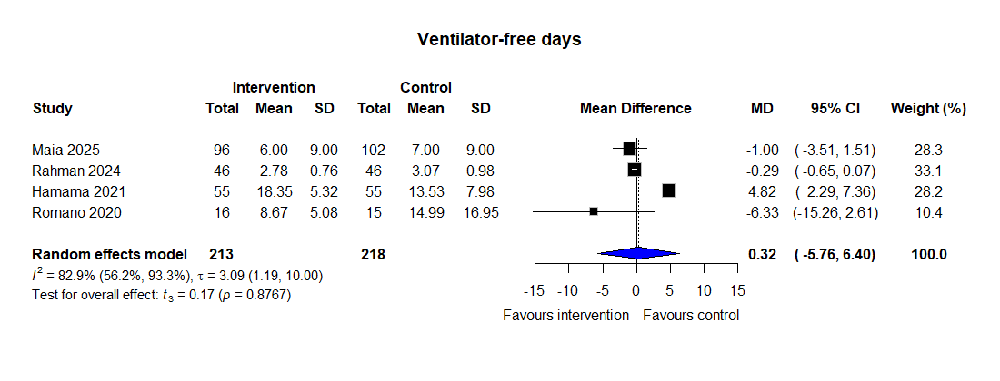 Ventilator-free days
Intervention Control
Study Total Mean SD Total Mean SD Mean Difference MD 95% CI Weight (%)
Maia 2025 96 6.00 9.00 102 7.00 9.00 -1.00 ( -3.51, 1.51) 28.3
Rahman 2024 46 2.78 0.76 46 3.07 0.98 -0.29 ( -0.65, 0.07) 33.1
Hamama 2021 55 18.35 5.32 55 13.53 7.98 4.82 ( 2.29, 7.36) 28.2
Romano 2020 16 8.67 5.08 15 14.99 16.95 -6.33 (-15.26, 2.61) 10.4
Random effects model 213 218 0.32 ( -5.76, 6.40) 100.0
I² = 82.9% (56.2%, 93.3%), τ = 3.09 (1.19, 10.00)
Test for overall effect: t₃ = 0.17 (p = 0.8767)
-15 -10 -5 0 5 10 15
Favours intervention Favours control